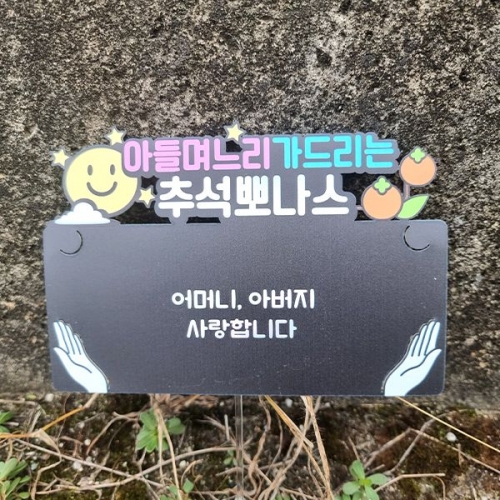 아들며느리가드리는
추석뽀나스
어머니, 아버지
사랑합니다